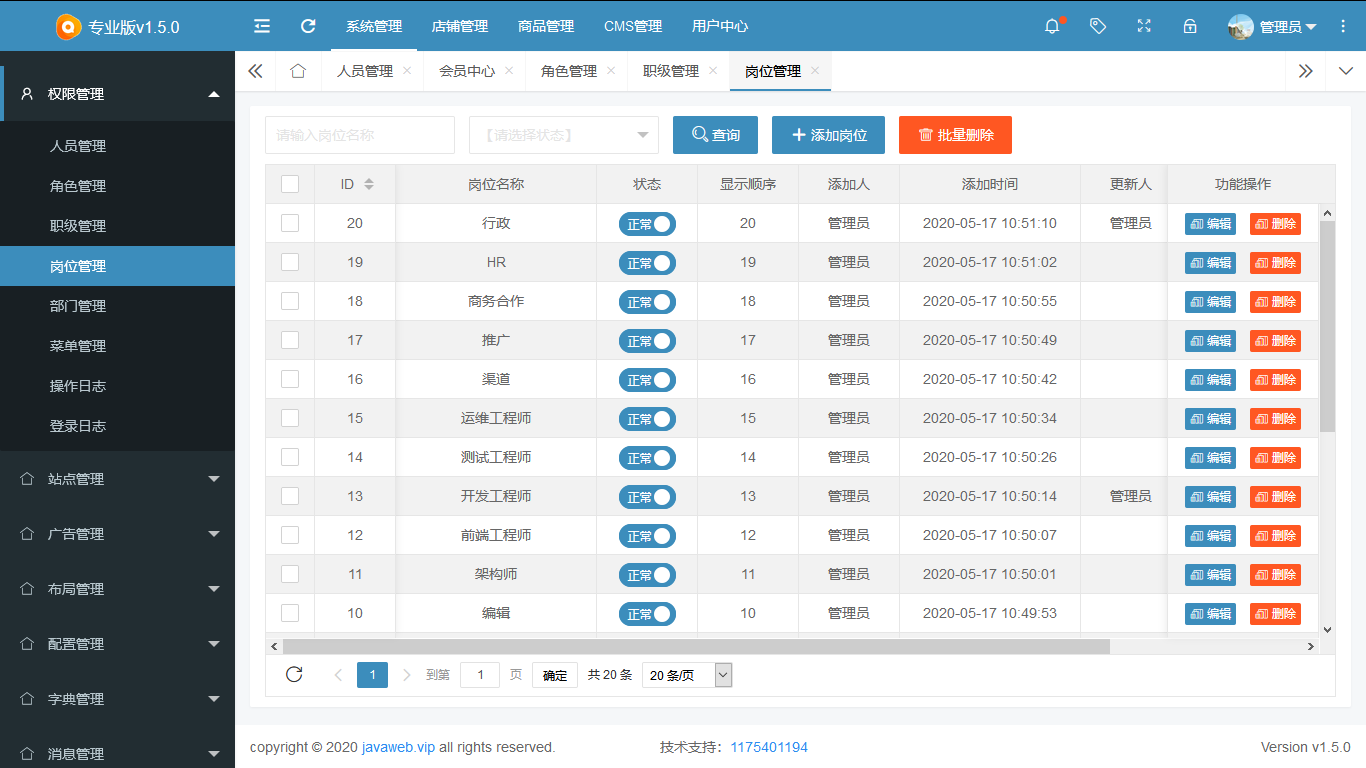 专业版v1.5.0
系统管理 店铺管理 商品管理 CMS管理 用户中心
管理员
权限管理
人员管理
角色管理
职级管理
岗位管理
部门管理
菜单管理
操作日志
登录日志
站点管理
广告管理
布局管理
配置管理
字典管理
消息管理
人员管理 会员中心 角色管理 职级管理 岗位管理
请输入岗位名称 【请选择状态】 查询 添加岗位 批量删除
ID 岗位名称 状态 显示顺序 添加人 添加时间 更新人 功能操作
20 行政 正常 20 管理员 2020-05-17 10:51:10 管理员 编辑 删除
19 HR 正常 19 管理员 2020-05-17 10:51:02 编辑 删除
18 商务合作 正常 18 管理员 2020-05-17 10:50:55 编辑 删除
17 推广 正常 17 管理员 2020-05-17 10:50:49 编辑 删除
16 渠道 正常 16 管理员 2020-05-17 10:50:42 编辑 删除
15 运维工程师 正常 15 管理员 2020-05-17 10:50:34 编辑 删除
14 测试工程师 正常 14 管理员 2020-05-17 10:50:26 编辑 删除
13 开发工程师 正常 13 管理员 2020-05-17 10:50:14 管理员 编辑 删除
12 前端工程师 正常 12 管理员 2020-05-17 10:50:07 编辑 删除
11 架构师 正常 11 管理员 2020-05-17 10:50:01 编辑 删除
10 编辑 正常 10 管理员 2020-05-17 10:49:53 编辑 删除
1 到第 1 页 确定 共 20 条 20 条/页
copyright © 2020 javaweb.vip all rights reserved. 技术支持：1175401194 Version v1.5.0